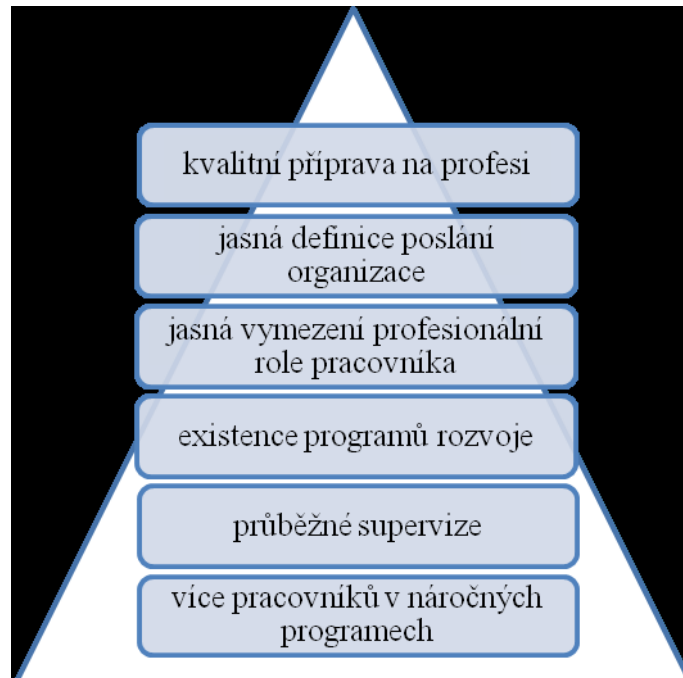 kvalitní příprava na profesi
jasná definice poslání
organizace
jasná vymezení profesionální
role pracovníka
existence programů rozvoje
průběžné supervize
více pracovníků v náročných
programech